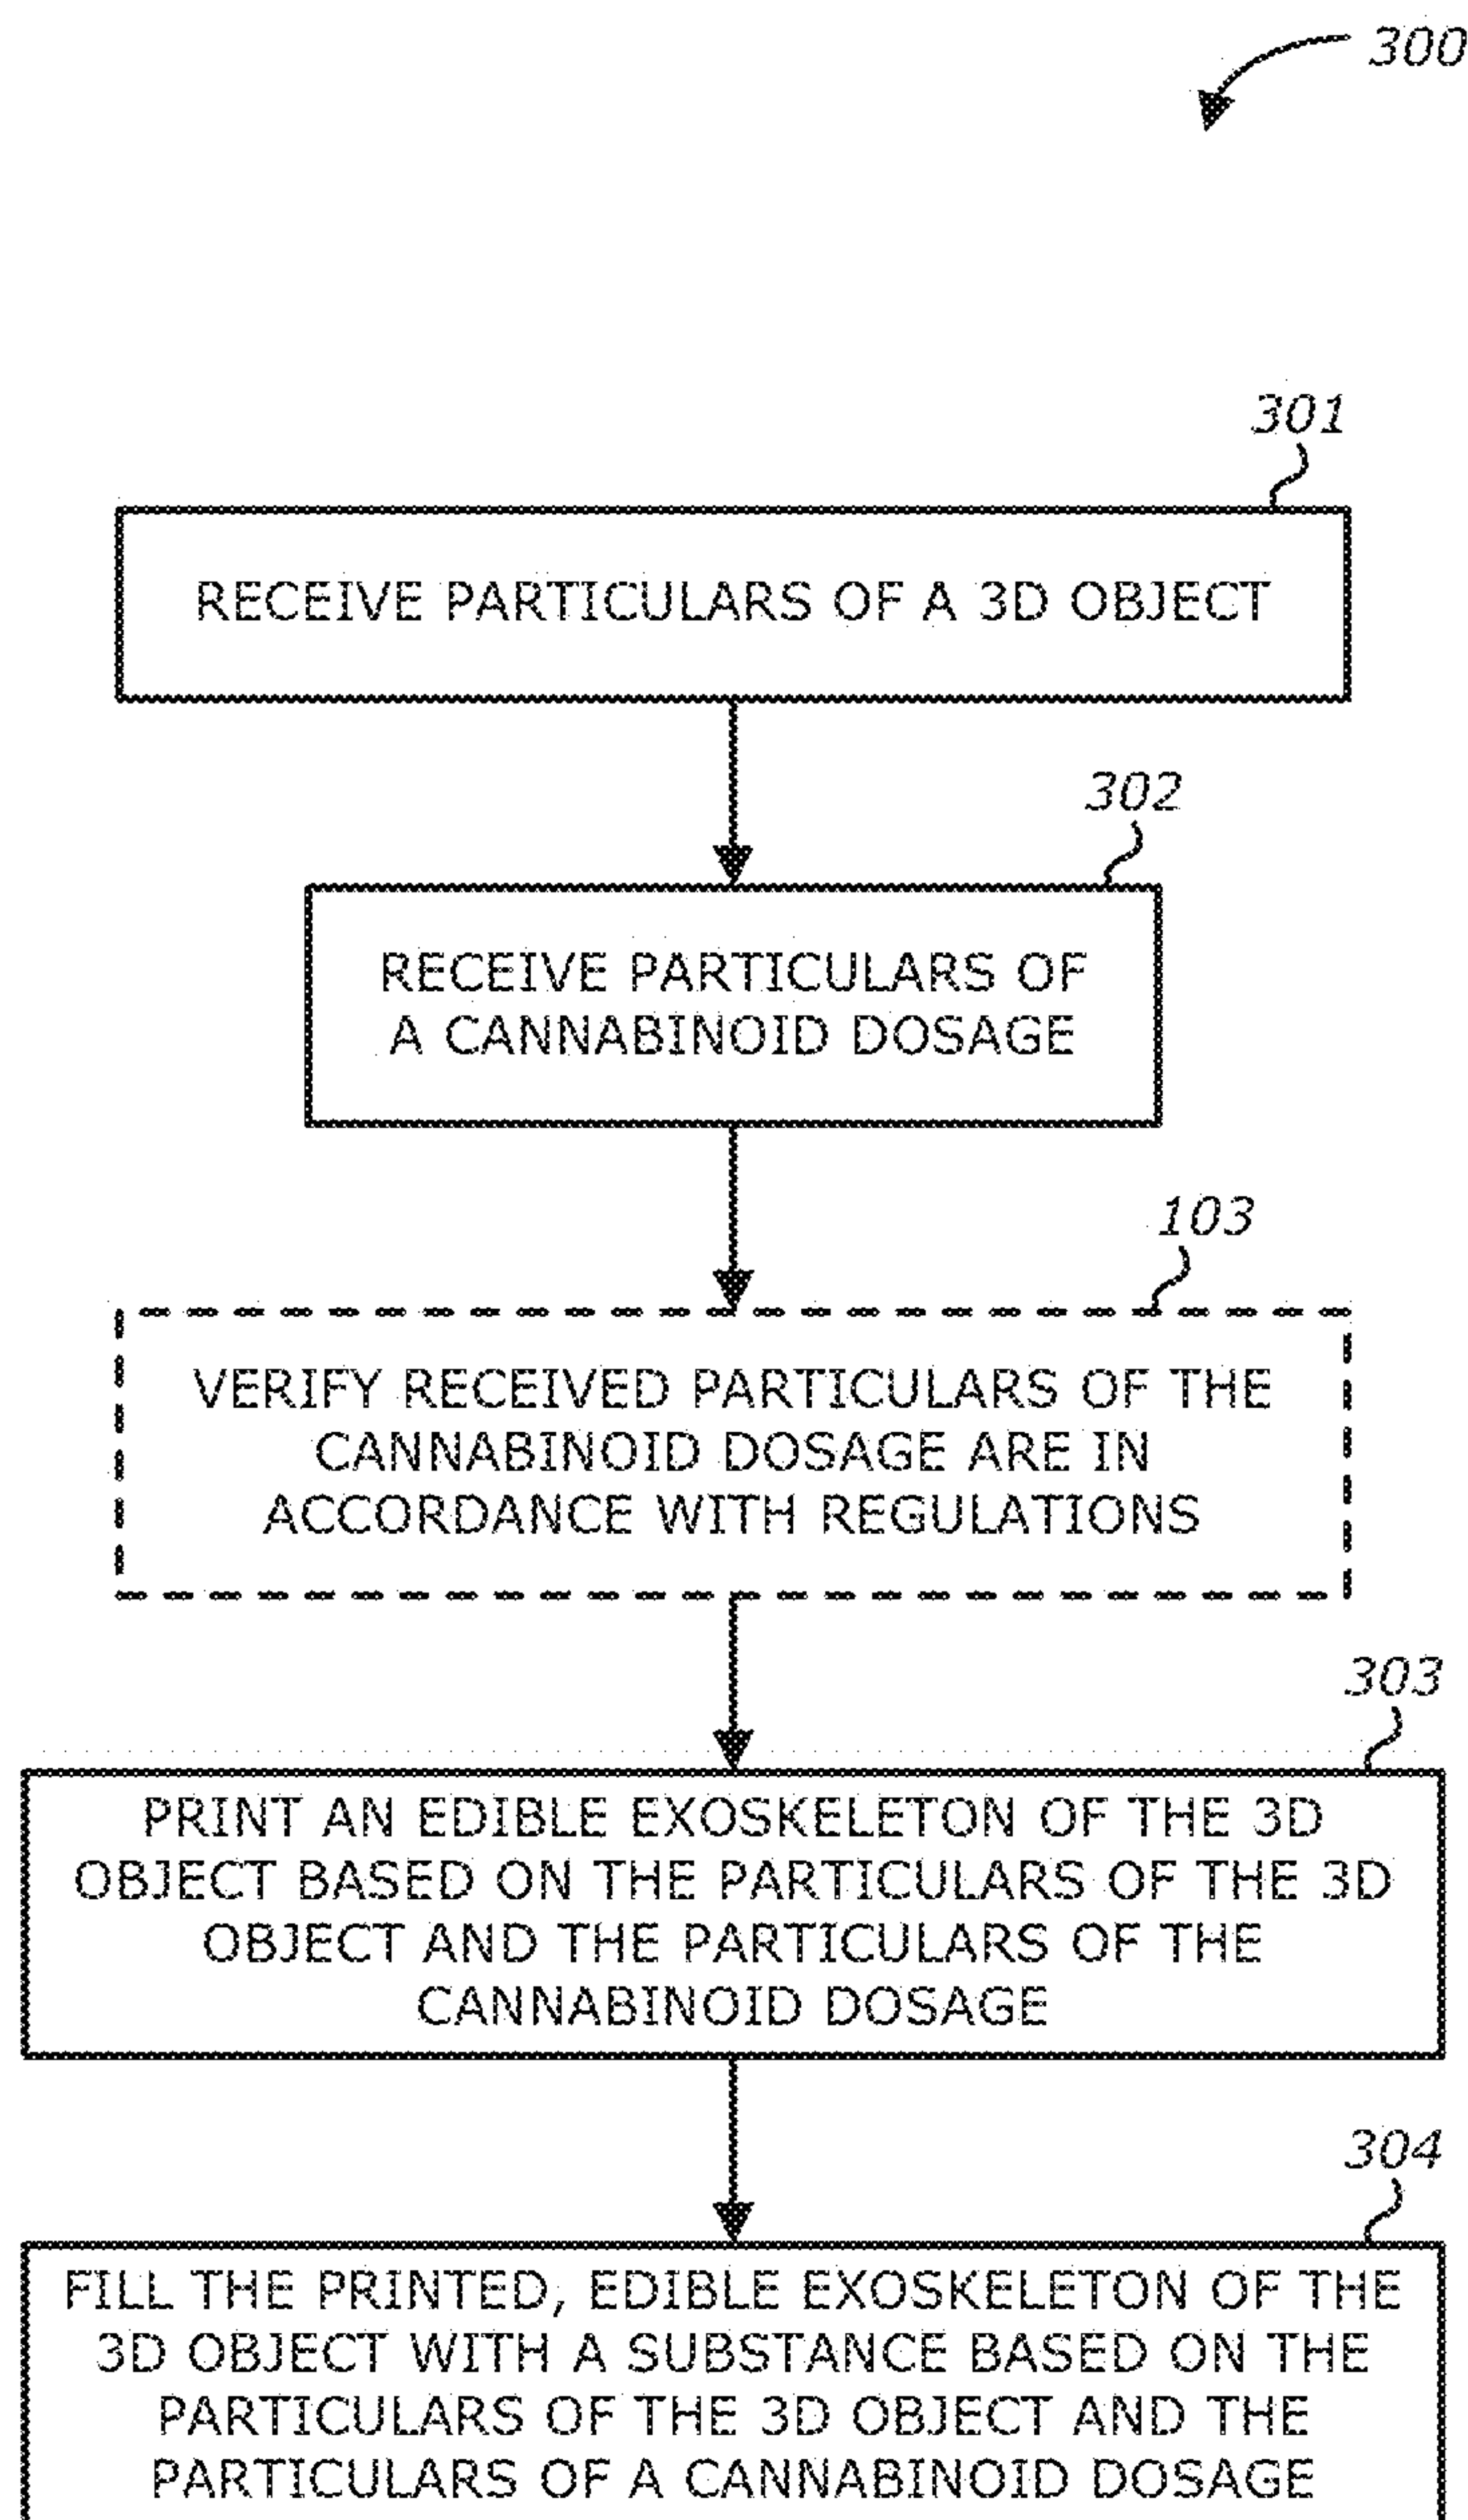 300
301
RECEIVE PARTICULARS OF A 3D OBJECT
302
RECEIVE PARTICULARS OF
A CANNABINOID DOSAGE
103
VERIFY RECEIVED PARTICULARS OF THE
CANNABINOID DOSAGE ARE IN
ACCORDANCE WITH REGULATIONS
303
PRINT AN EDIBLE EXOSKELETON OF THE 3D
OBJECT BASED ON THE PARTICULARS OF THE 3D
OBJECT AND THE PARTICULARS OF THE
CANNABINOID DOSAGE
304
FILL THE PRINTED, EDIBLE EXOSKELETON OF THE
3D OBJECT WITH A SUBSTANCE BASED ON THE
PARTICULARS OF THE 3D OBJECT AND THE
PARTICULARS OF A CANNABINOID DOSAGE